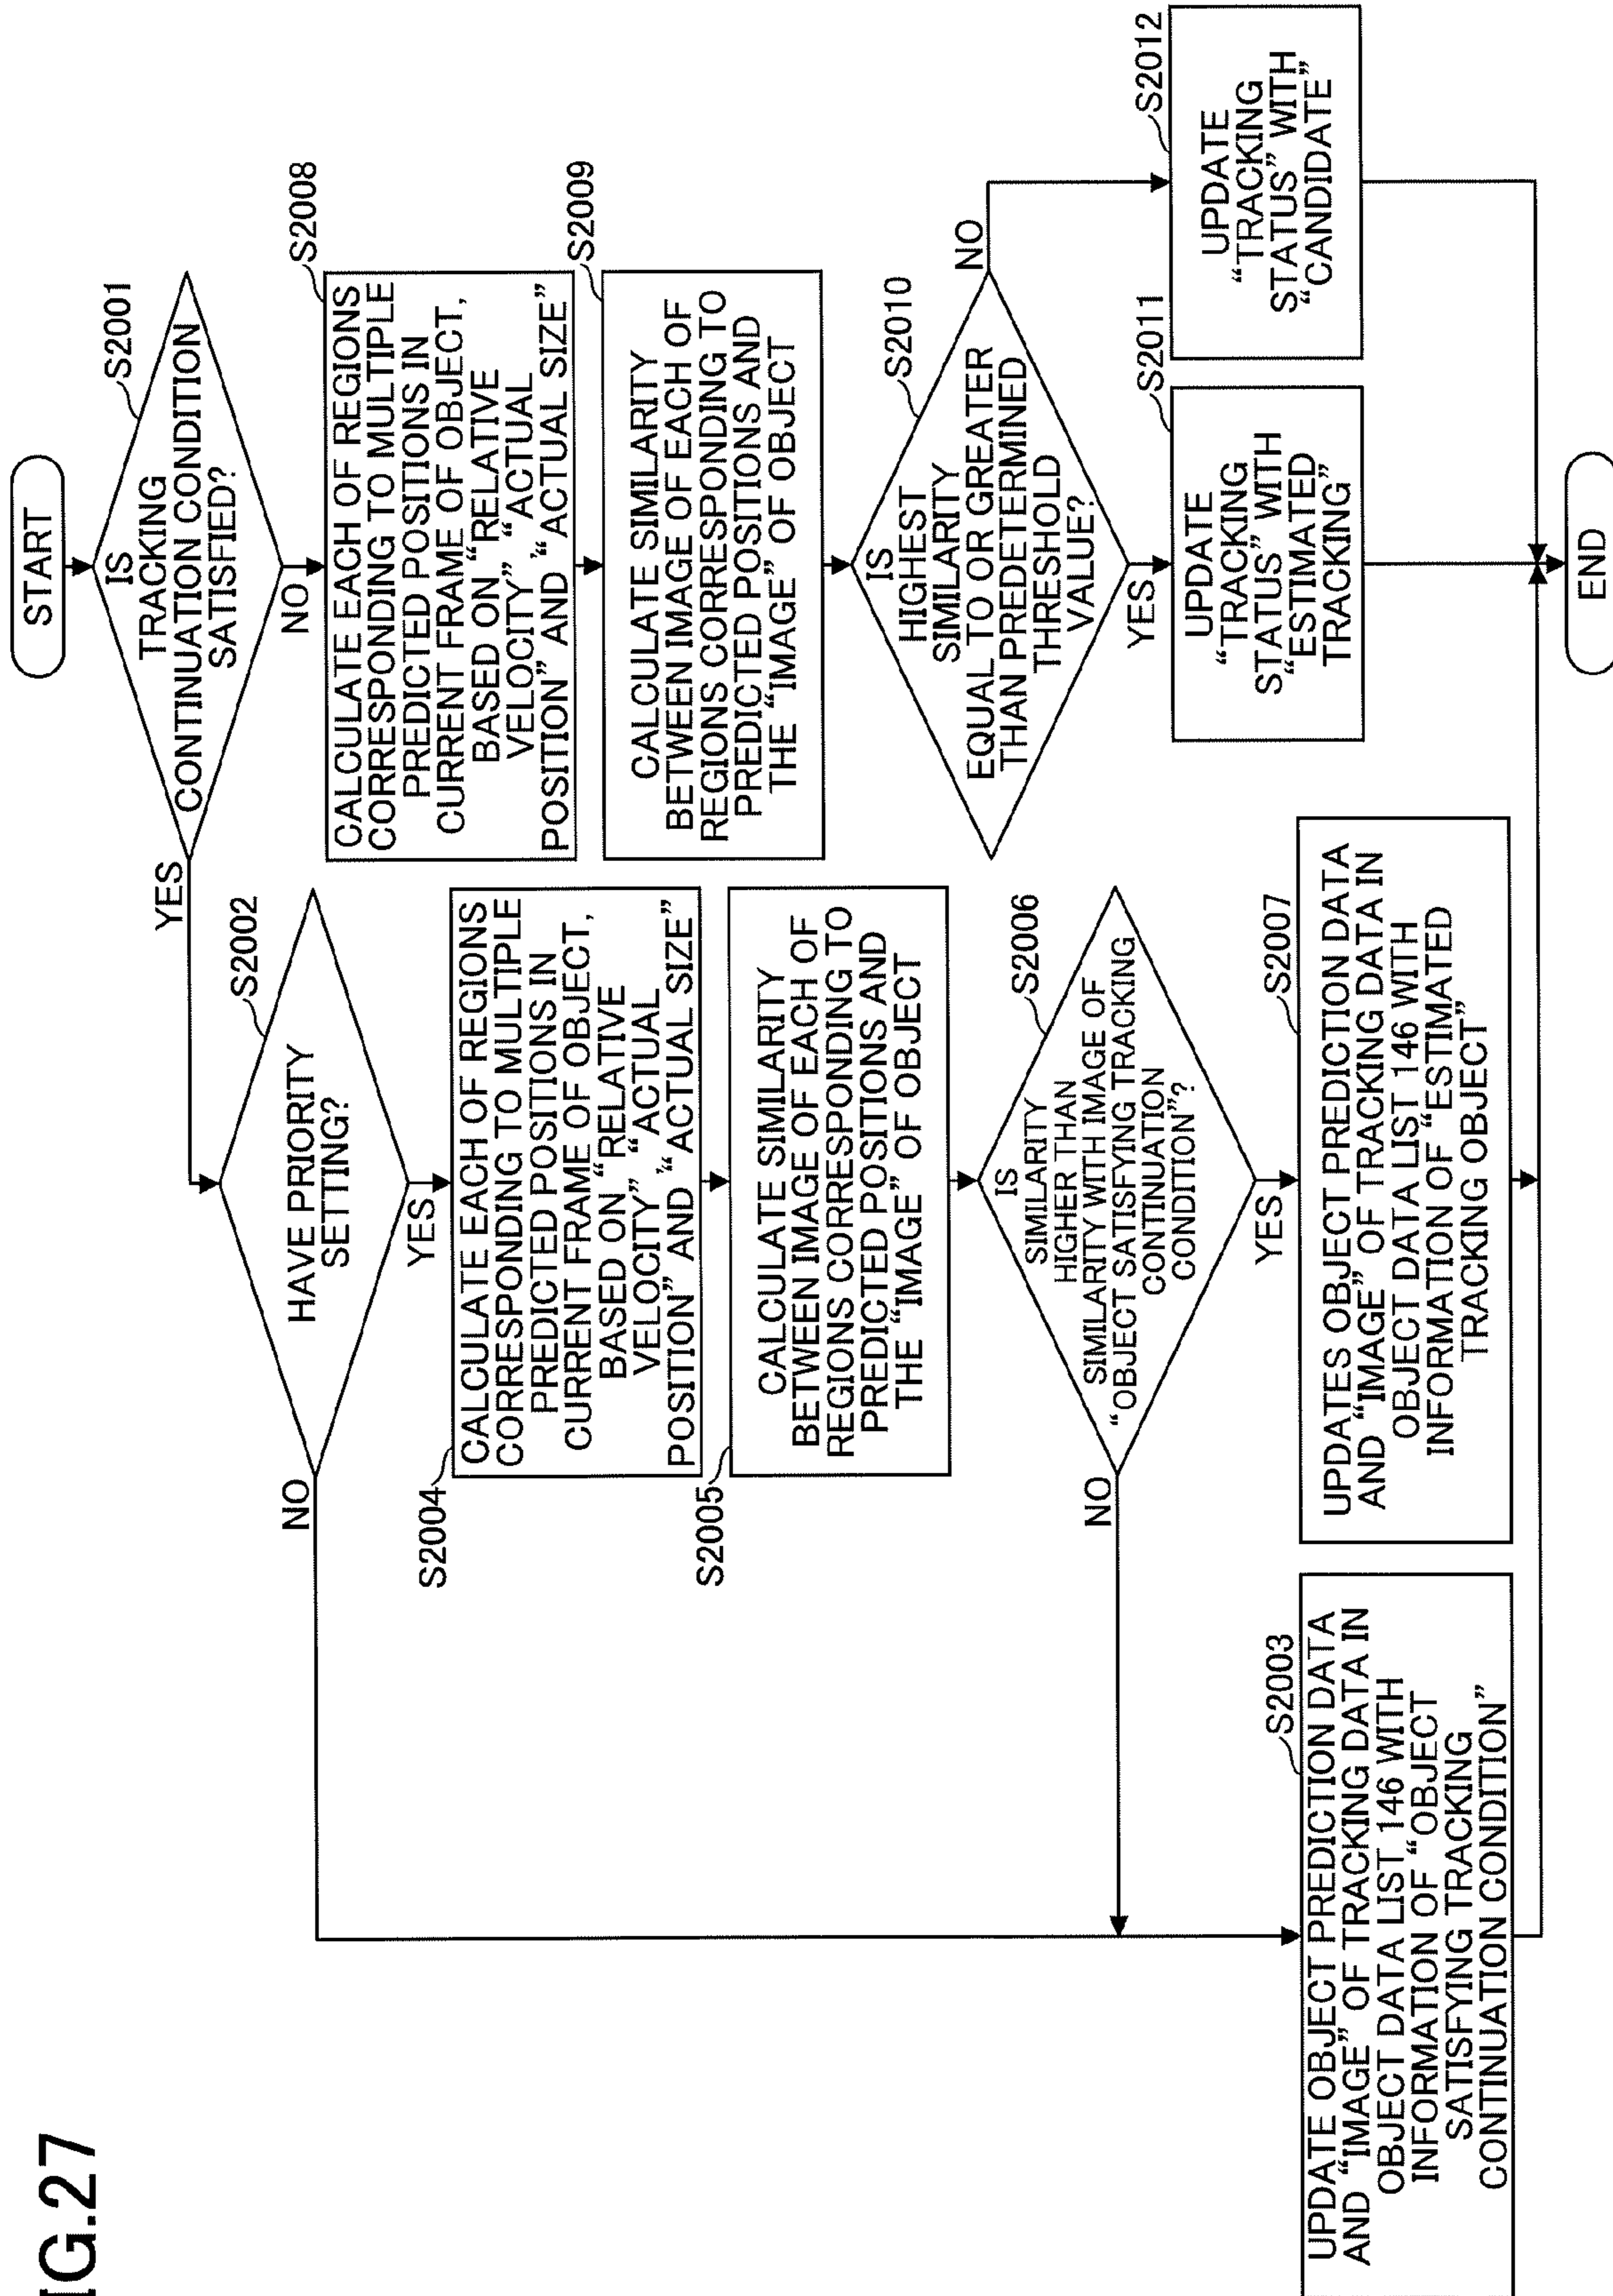 IG.27
START
S2001
IS
TRACKING
CONTINUATION CONDITION
SATISFIED?
YES
NO
S2002
HAVE PRIORITY
SETTING?
NO
YES
S2004
CALCULATE EACH OF REGIONS
CORRESPONDING TO MULTIPLE
PREDICTED POSITIONS IN
CURRENT FRAME OF OBJECT,
BASED ON “RELATIVE
VELOCITY”, “ACTUAL
POSITION” AND “ACTUAL SIZE”
S2005
CALCULATE SIMILARITY
BETWEEN IMAGE OF EACH OF
REGIONS CORRESPONDING TO
PREDICTED POSITIONS AND
THE “IMAGE” OF OBJECT
S2006
IS
SIMILARITY
HIGHER THAN
SIMILARITY WITH IMAGE OF
“OBJECT SATISFYING TRACKING
CONTINUATION
CONDITION”?
NO
YES
S2003
UPDATE OBJECT PREDICTION DATA
AND “IMAGE” OF TRACKING DATA IN
OBJECT DATA LIST 146 WITH
INFORMATION OF “OBJECT
SATISFYING TRACKING
CONTINUATION CONDITION”
S2007
UPDATES OBJECT PREDICTION DATA
AND “IMAGE” OF TRACKING DATA IN
OBJECT DATA LIST 146 WITH
INFORMATION OF “ESTIMATED
TRACKING OBJECT”
S2008
CALCULATE EACH OF REGIONS
CORRESPONDING TO MULTIPLE
PREDICTED POSITIONS IN
CURRENT FRAME OF OBJECT,
BASED ON “RELATIVE
VELOCITY”, “ACTUAL
POSITION” AND “ACTUAL SIZE”
S2009
CALCULATE SIMILARITY
BETWEEN IMAGE OF EACH OF
REGIONS CORRESPONDING TO
PREDICTED POSITIONS AND
THE “IMAGE” OF OBJECT
S2010
IS
HIGHEST
SIMILARITY
EQUAL TO OR GREATER
THAN PREDETERMINED
THRESHOLD
VALUE?
NO
YES
S2011
UPDATE
“TRACKING
STATUS” WITH
“ESTIMATED
TRACKING”
S2012
UPDATE
“TRACKING
STATUS” WITH
“CANDIDATE”
END